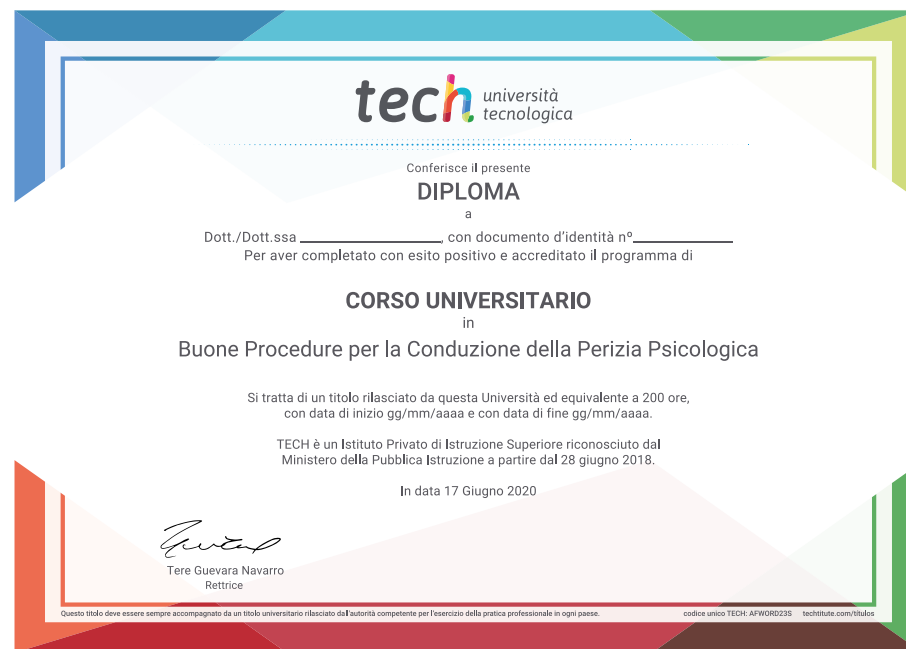 tech università
tecnologica
Conferisce il presente
DIPLOMA
a
Dott./Dott.ssa _________________, con documento d'identità nº____________
Per aver completato con esito positivo e accreditato il programma di
CORSO UNIVERSITARIO
in
Buone Procedure per la Conduzione della Perizia Psicologica
Si tratta di un titolo rilasciato da questa Università ed equivalente a 200 ore,
con data di inizio gg/mm/aaaa e con data di fine gg/mm/aaaa.
TECH è un Istituto Privato di Istruzione Superiore riconosciuto dal
Ministero della Pubblica Istruzione a partire dal 28 giugno 2018.
In data 17 Giugno 2020
Tere Guevara Navarro
Rettrice
Questo titolo deve essere sempre accompagnato da un titolo universitario rilasciato dall'autorità competente per l'esercizio della pratica professionale in ogni paese. codice unico TECH: AFWORD23S techtitute.com/titulos